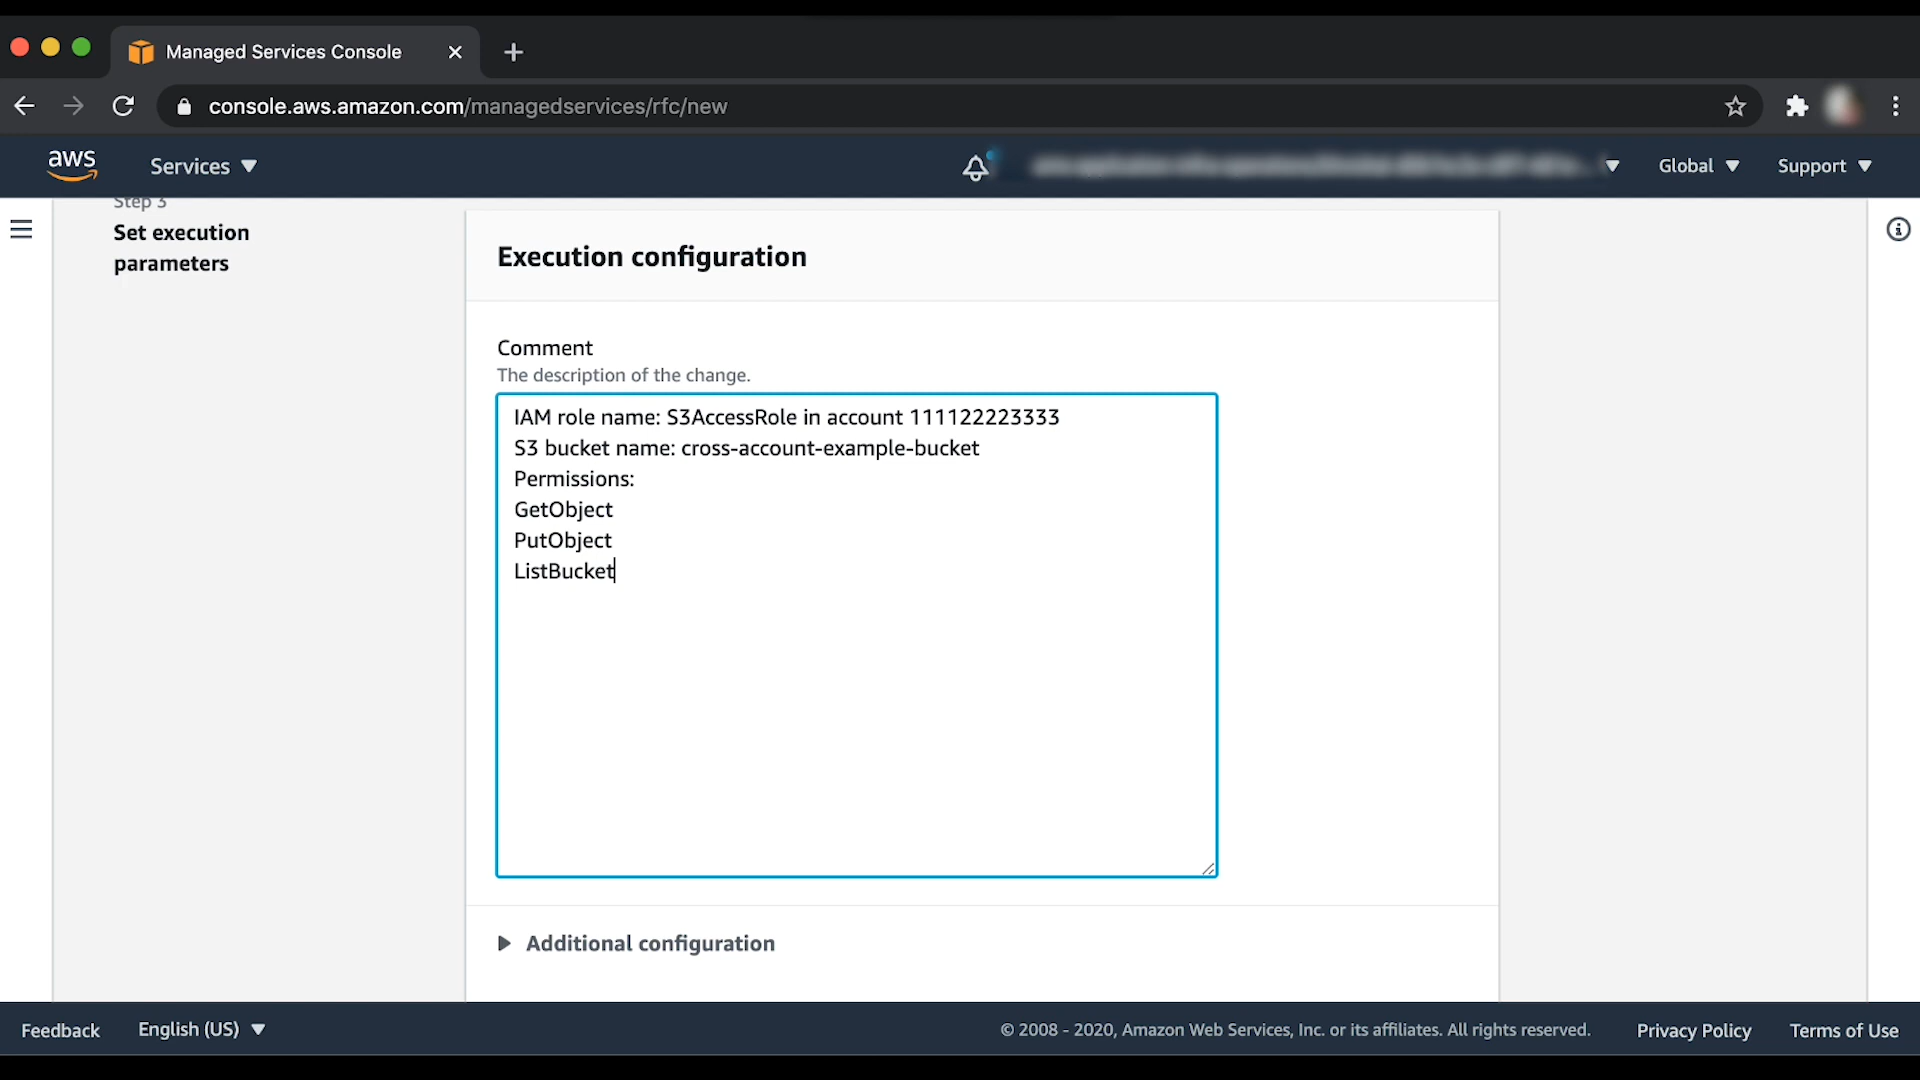 Managed Services Console
console.aws.amazon.com/managedservices/rfc/new
aws
Services
Global
Support
Step 3
Set execution
parameters
Execution configuration
Comment
The description of the change.
IAM role name: S3AccessRole in account 111122223333
S3 bucket name: cross-account-example-bucket
Permissions:
GetObject
PutObject
ListBucket
Additional configuration
Feedback
English (US)
© 2008 - 2020, Amazon Web Services, Inc. or its affiliates. All rights reserved.
Privacy Policy
Terms of Use